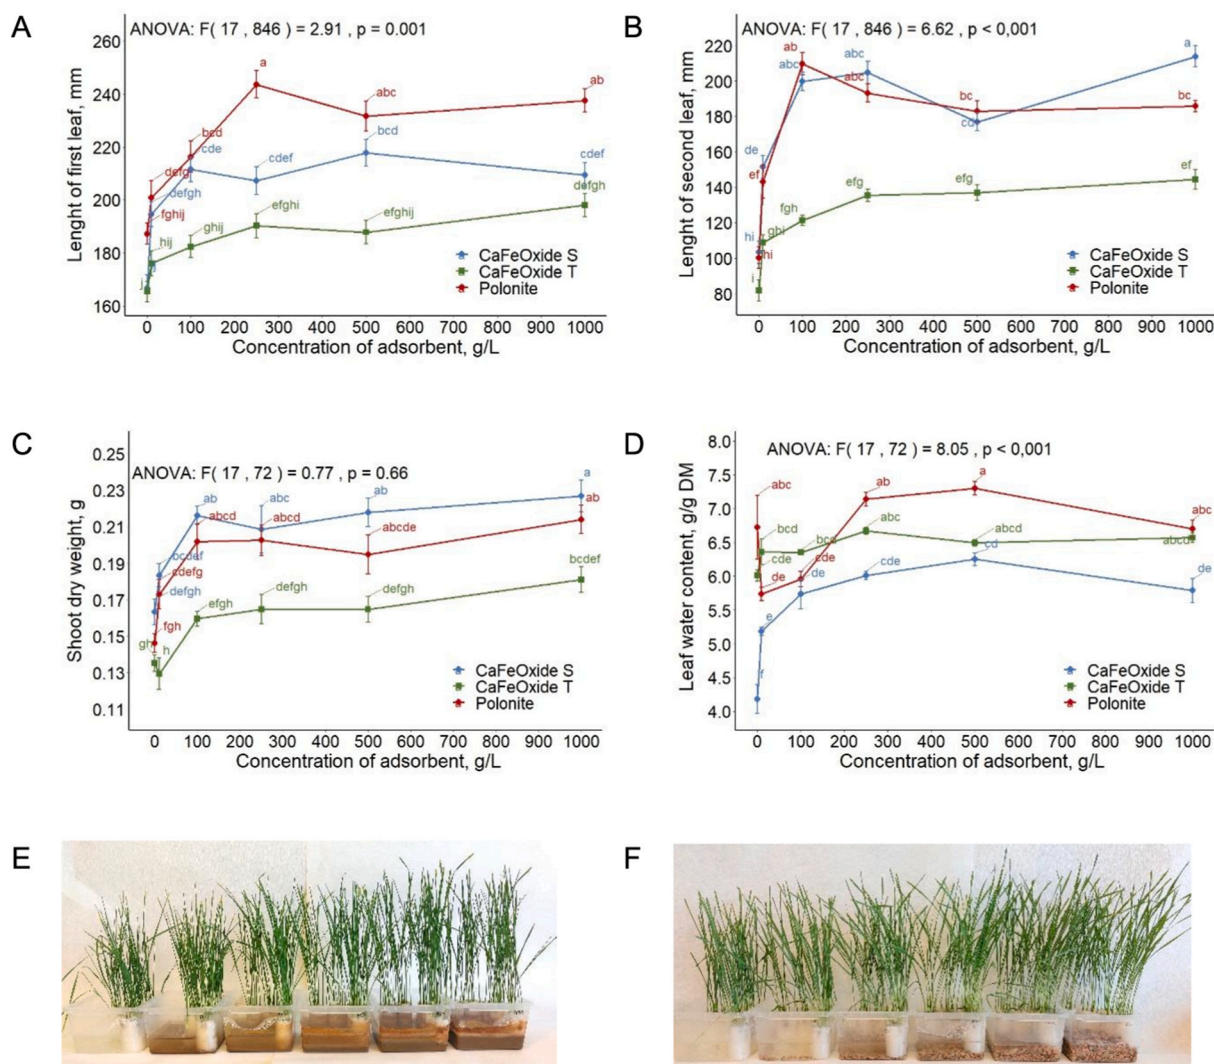 A
ANOVA: F( 17 , 846 ) = 2.91 , p = 0.001
Lenght of first leaf, mm
260
240
220
200
180
160
a
abc
ab
bcd
cde
cdef
bcd
cdef
defg
defgh
fghij
hij
ghij
efghi
efghij
defgh
j
CaFeOxide S
CaFeOxide T
Polonite
0 100 200 300 400 500 600 700 800 900 1000
Concentration of adsorbent, g/L
B
ANOVA: F( 17 , 846 ) = 6.62 , p < 0,001
Lenght of second leaf, mm
220
200
180
160
140
120
100
80
ab
abc
abc
abc
a
bc
cd
bc
de
ef
hi
hi
ghi
fgh
efg
efg
ef
i
CaFeOxide S
CaFeOxide T
Polonite
0 100 200 300 400 500 600 700 800 900 1000
Concentration of adsorbent, g/L
C
ANOVA: F( 17 , 72 ) = 0.77 , p = 0.66
Shoot dry weight, g
0.25
0.23
0.21
0.19
0.17
0.15
0.13
0.11
ab
abc
ab
a
abcd
abcd
abcde
ab
bcdef
cdefg
defgh
fgh
gh
h
efgh
defgh
defgh
bcdef
CaFeOxide S
CaFeOxide T
Polonite
0 100 200 300 400 500 600 700 800 900 1000
Concentration of adsorbent, g/L
D
ANOVA: F( 17 , 72 ) = 8.05 , p < 0,001
Leaf water content, g/g DM
8.0
7.5
7.0
6.5
6.0
5.5
5.0
4.5
4.0
abc
ab
a
abc
bcd
bcd
abc
abcd
abcd
cde
de
cde
de
cde
cd
de
e
f
CaFeOxide S
CaFeOxide T
Polonite
0 100 200 300 400 500 600 700 800 900 1000
Concentration of adsorbent, g/L
E
F